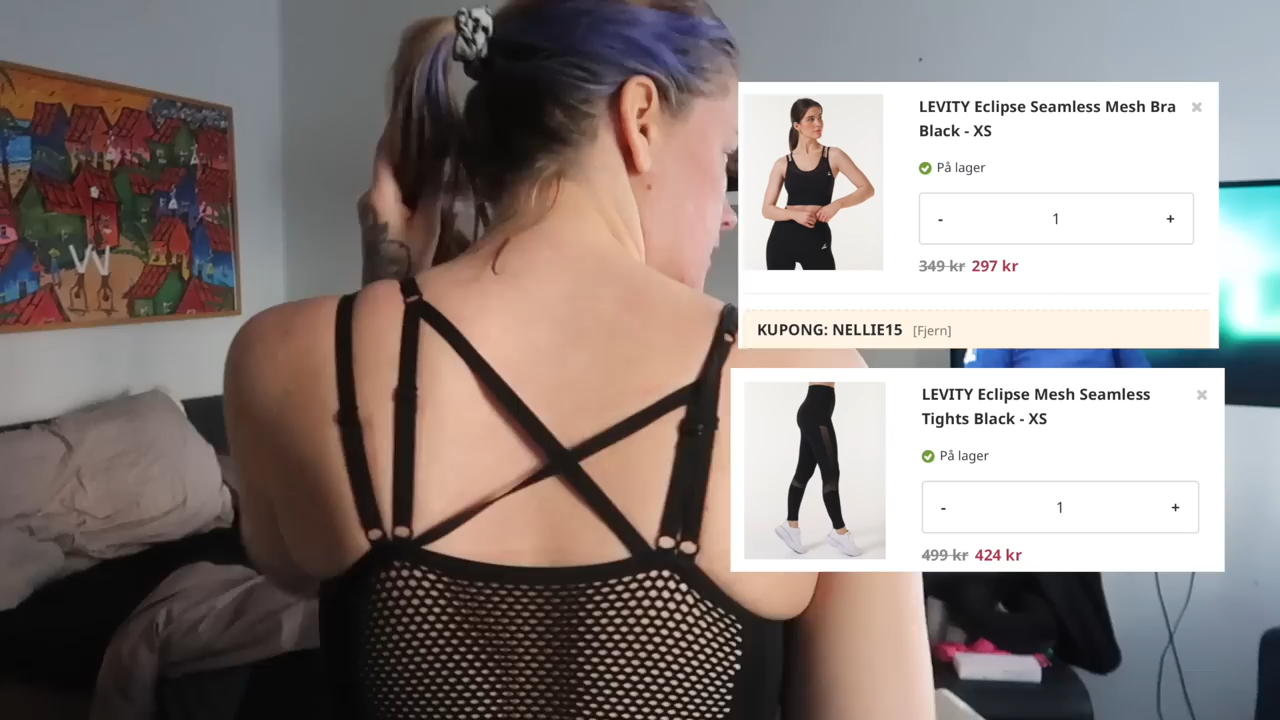 LEVITY Eclipse Seamless Mesh Bra
Black - XS
På lager
- 1 +
349 kr 297 kr
KUPONG: NELLIE15 [Fjern]
LEVITY Eclipse Mesh Seamless
Tights Black - XS
På lager
- 1 +
499 kr 424 kr